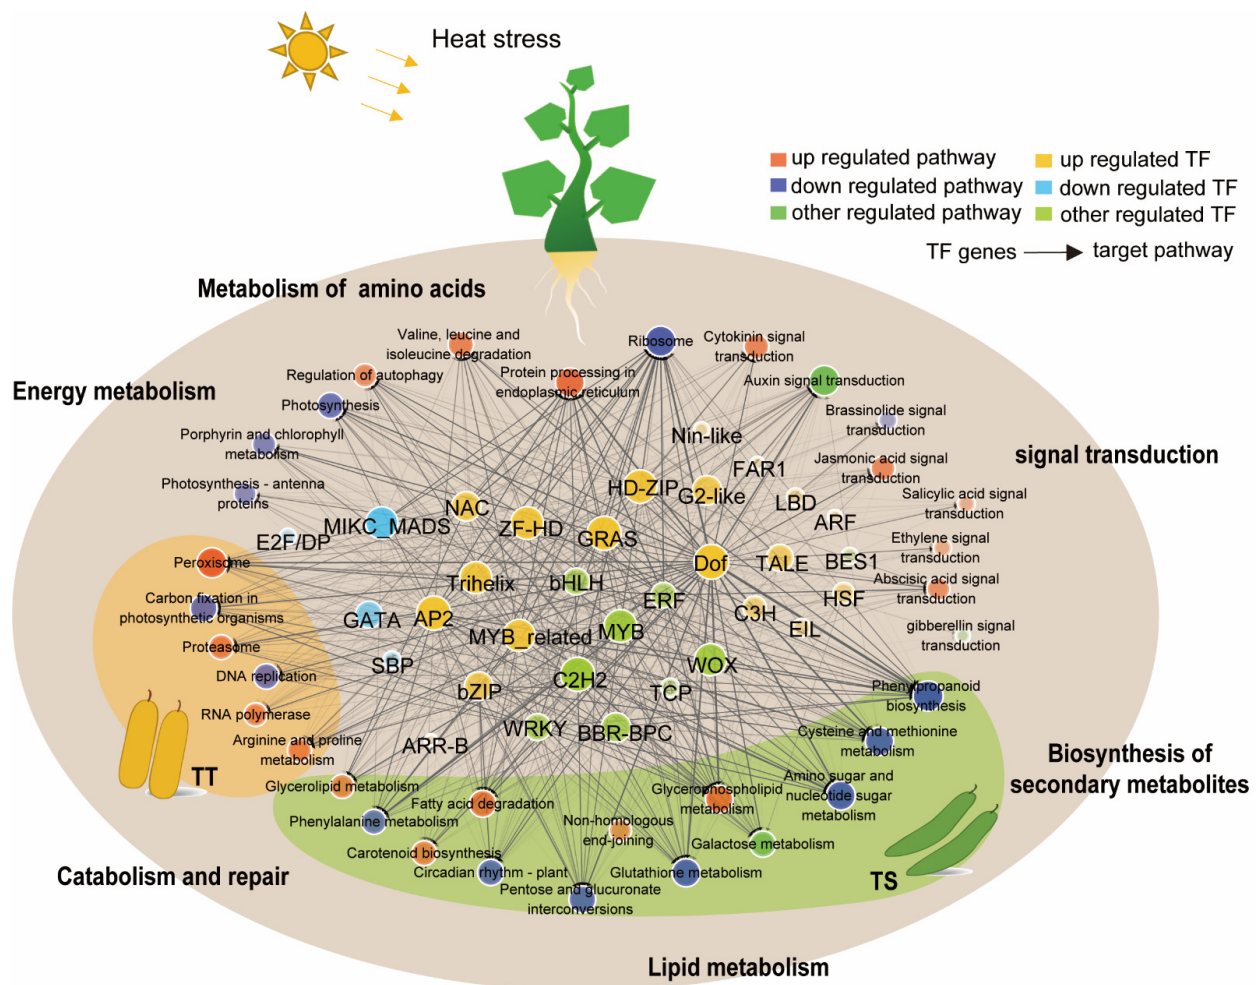 Heat stress
up regulated pathway
down regulated pathway
other regulated pathway
up regulated TF
down regulated TF
other regulated TF
TF genes
target pathway
Metabolism of amino acids
Energy metabolism
signal transduction
Biosynthesis of
secondary metabolites
Catabolism and repair
Lipid metabolism
TT
TS
Valine, leucine and
isoleucine degradation
Regulation of autophagy
Photosynthesis
Porphyrin and chlorophyll
metabolism
Photosynthesis - antenna
proteins
Protein processing in
endoplasmic reticulum
Ribosome
Cytokinin signal
transduction
Auxin signal transduction
Brassinolide signal
transduction
Jasmonic acid signal
transduction
Salicylic acid signal
transduction
Ethylene signal
transduction
Abscisic acid signal
transduction
gibberellin signal
transduction
Nin-like
FAR1
HD-ZIP
G2-like
LBD
ARF
NAC
MIKC_MADS
ZF-HD
GRAS
E2F/DP
Dof
TALE
BES1
Trihelix
bHLH
ERF
HSF
C3H
EIL
GATA
AP2
MYB_related
MYB
SBP
bZIP
C2H2
WOX
TCP
WRKY
BBR-BPC
ARR-B
Peroxisome
Carbon fixation in
photosynthetic organisms
Proteasome
DNA replication
RNA polymerase
Arginine and proline
metabolism
Phenylpropanoid
biosynthesis
Cysteine and methionine
metabolism
Amino sugar and
nucleotide sugar
metabolism
Glycerolipid metabolism
Fatty acid degradation
Glycerophospholipid
metabolism
Phenylalanine metabolism
Non-homologous
end-joining
Galactose metabolism
Carotenoid biosynthesis
Circadian rhythm - plant
Glutathione metabolism
Pentose and glucuronate
interconversions